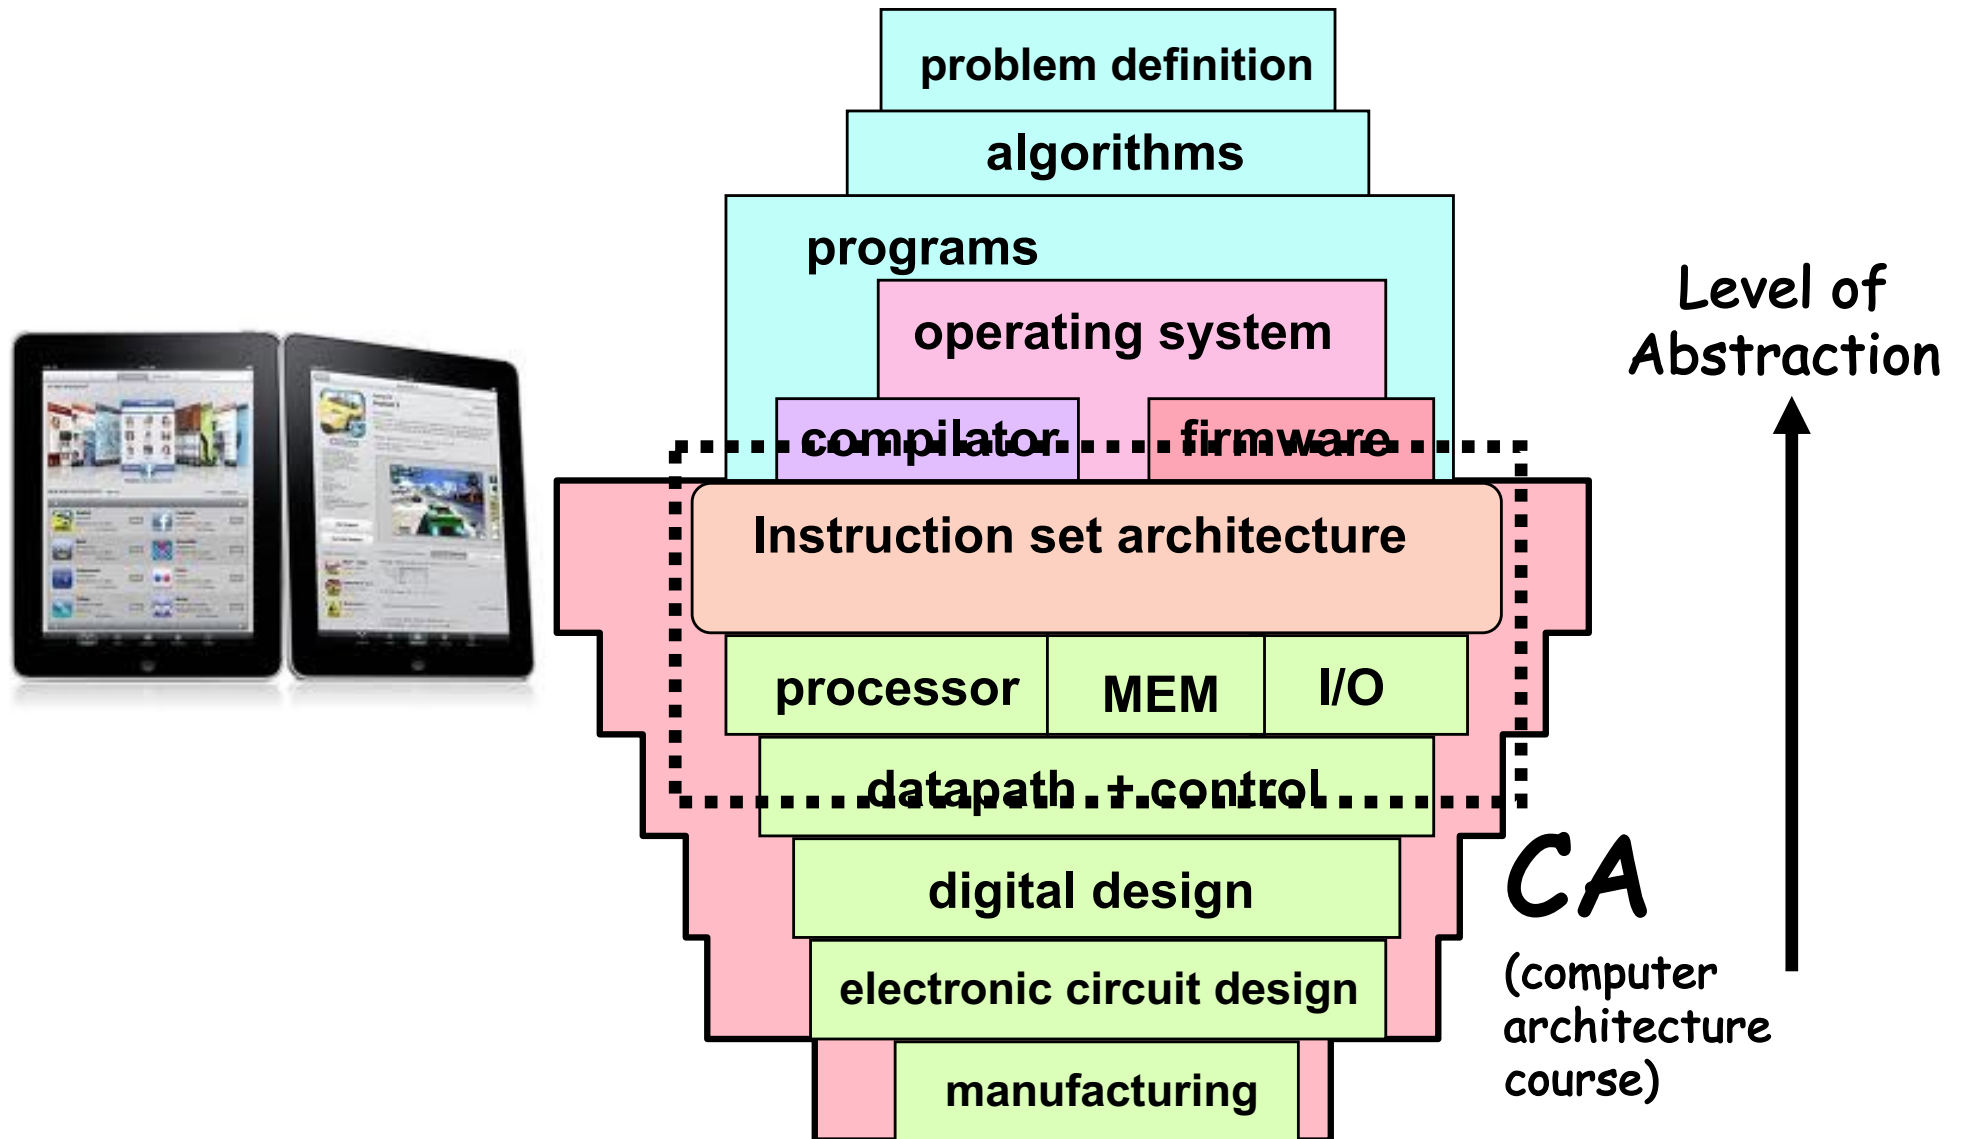 problem definition
algorithms
programs
operating system
compilator firmware
Instruction set architecture
processor MEM I/O
datapath + control
digital design
electronic circuit design
manufacturing
Level of
Abstraction
CA
(computer
architecture
course)